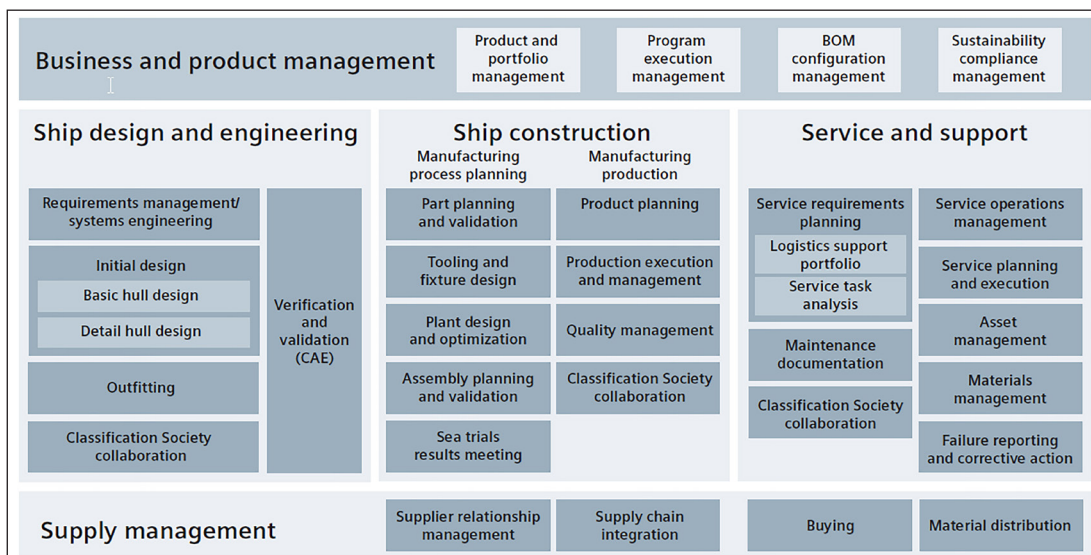 Business and product management
Product and
portfolio
management
Program
execution
management
BOM
configuration
management
Sustainability
compliance
management
Ship design and engineering
Requirements management/
systems engineering
Initial design
Basic hull design
Detail hull design
Outfitting
Classification Society
collaboration
Verification
and
validation
(CAE)
Ship construction
Manufacturing
process planning
Part planning
and validation
Tooling and
fixture design
Plant design
and optimization
Assembly planning
and validation
Sea trials
results meeting
Manufacturing
production
Product planning
Production execution
and management
Quality management
Classification Society
collaboration
Service and support
Service requirements
planning
Logistics support
portfolio
Service task
analysis
Maintenance
documentation
Classification Society
collaboration
Service operations
management
Service planning
and execution
Asset
management
Materials
management
Failure reporting
and corrective action
Supply management
Supplier relationship
management
Supply chain
integration
Buying
Material distribution